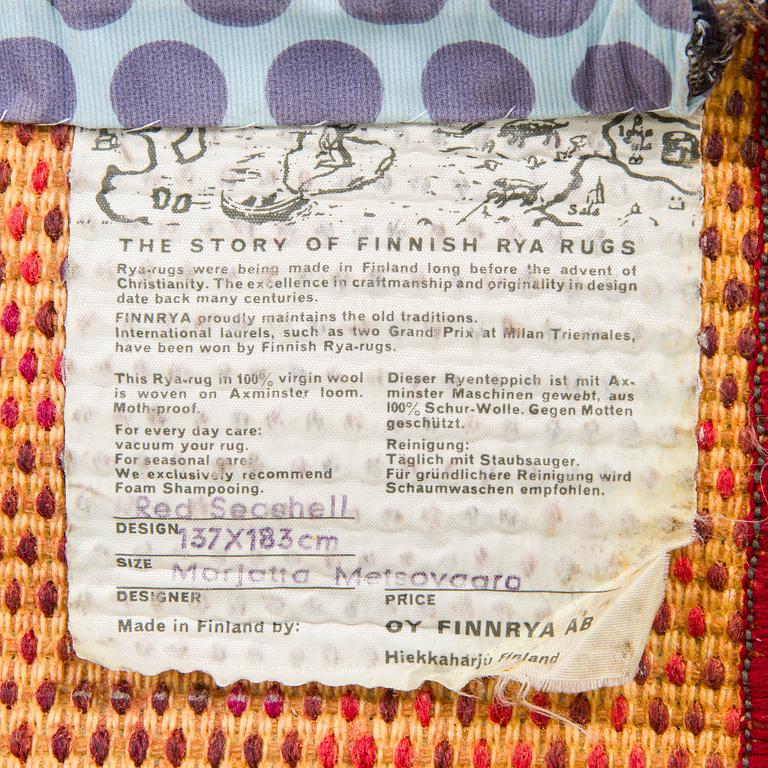 Salo
THE STORY OF FINNISH RYA RUGS
Rya-rugs were being made in Finland long before the advent of
Christianity. The excellence in craftmanship and originality in design
date back many centuries.
FINNRYA proudly maintains the old traditions.
International laurels, such as two Grand Prix at Milan Triennales,
have been won by Finnish Rya-rugs.
This Rya-rug in 100% virgin wool
is woven on Axminster loom.
Moth-proof.
For every day care:
vacuum your rug.
For seasonal care:
We exclusively recommend
Foam Shampooing.
Dieser Ryenteppich ist mit Ax-
minster Maschinen gewebt, aus
100% Schur-Wolle. Gegen Motten
geschützt.
Reinigung:
Täglich mit Staubsauger.
Für gründlichere Reinigung wird
Schaumwaschen empfohlen.
Red Seashell
DESIGN
137X183cm
SIZE
Marjatta Metsovaara
DESIGNER
PRICE
Made in Finland by:
OY FINNRYA AB
Hiekkaharju Finland